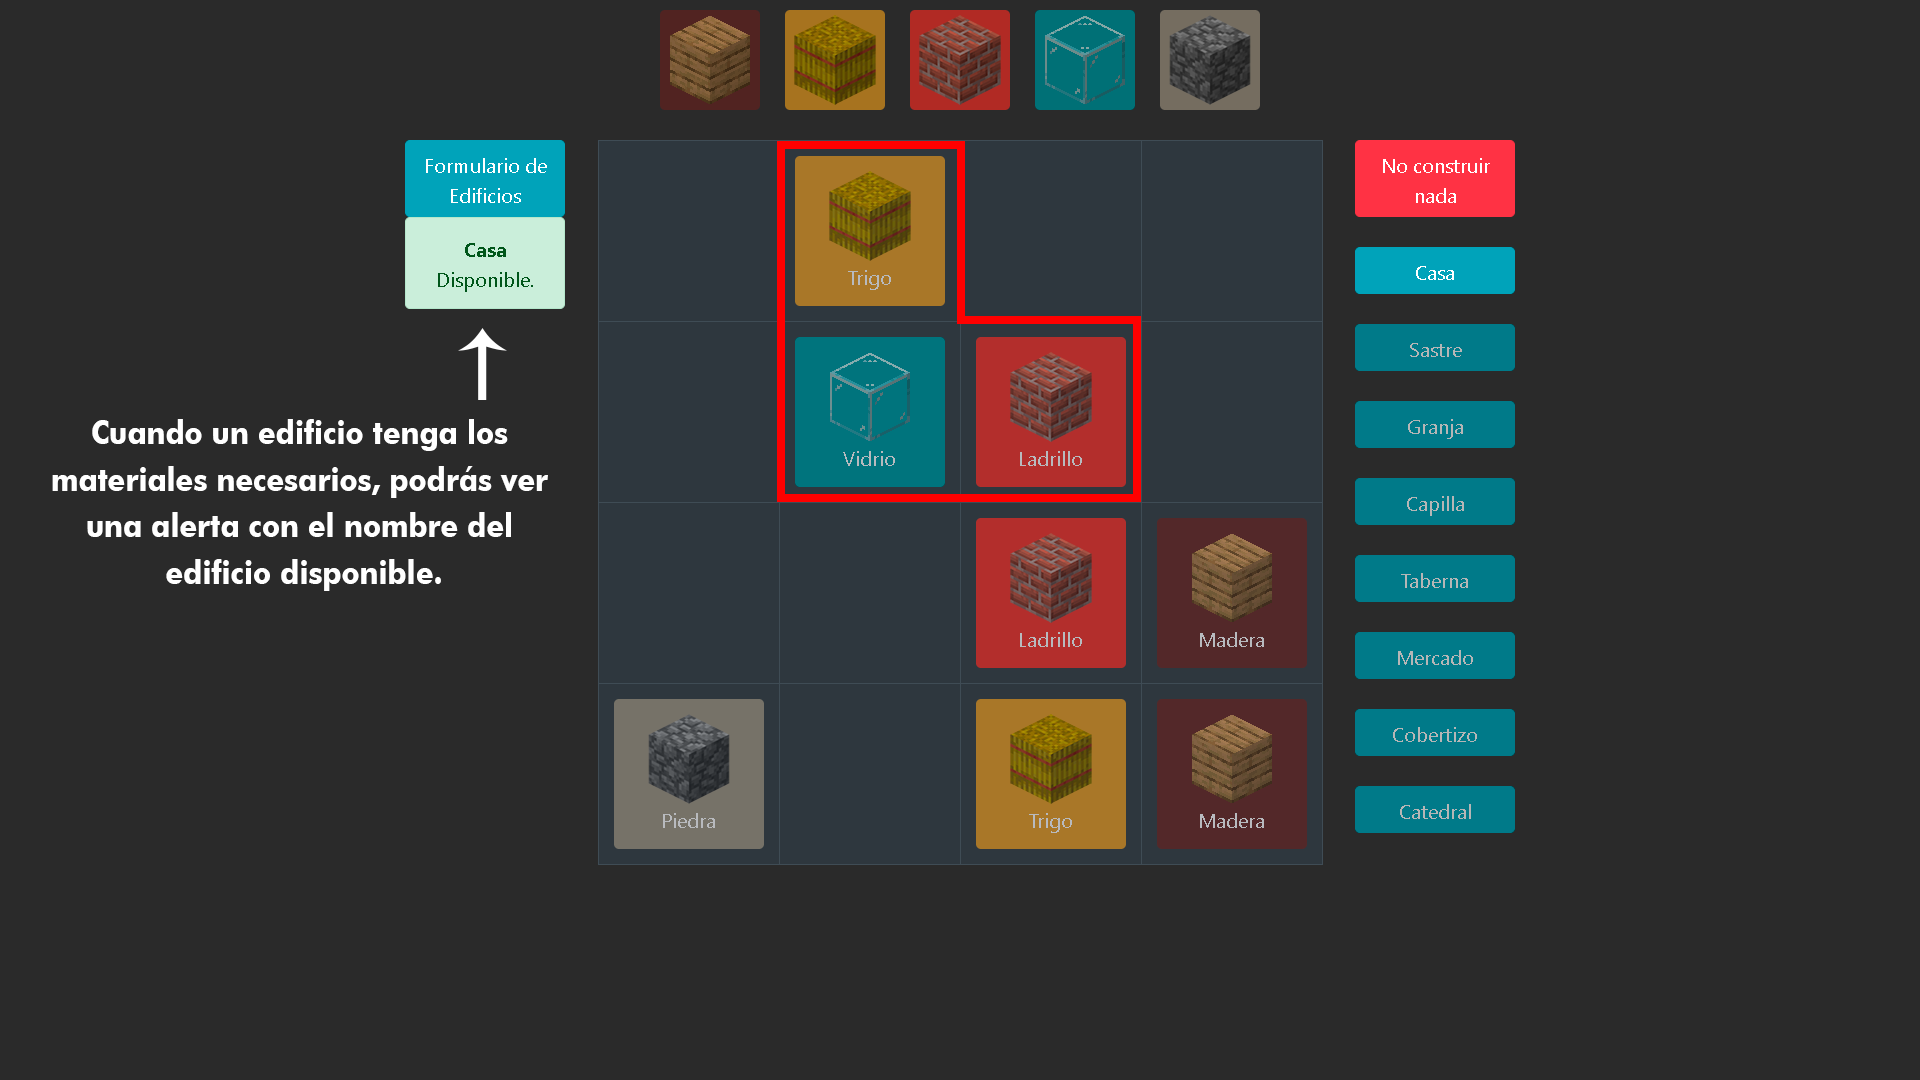 Formulario de
Edificios
Casa
Disponible.
Cuando un edificio tenga los
materiales necesarios, podrás ver
una alerta con el nombre del
edificio disponible.
Trigo
Vidrio
Ladrillo
Ladrillo
Madera
Piedra
Trigo
Madera
No construir
nada
Casa
Sastre
Granja
Capilla
Taberna
Mercado
Cobertizo
Catedral